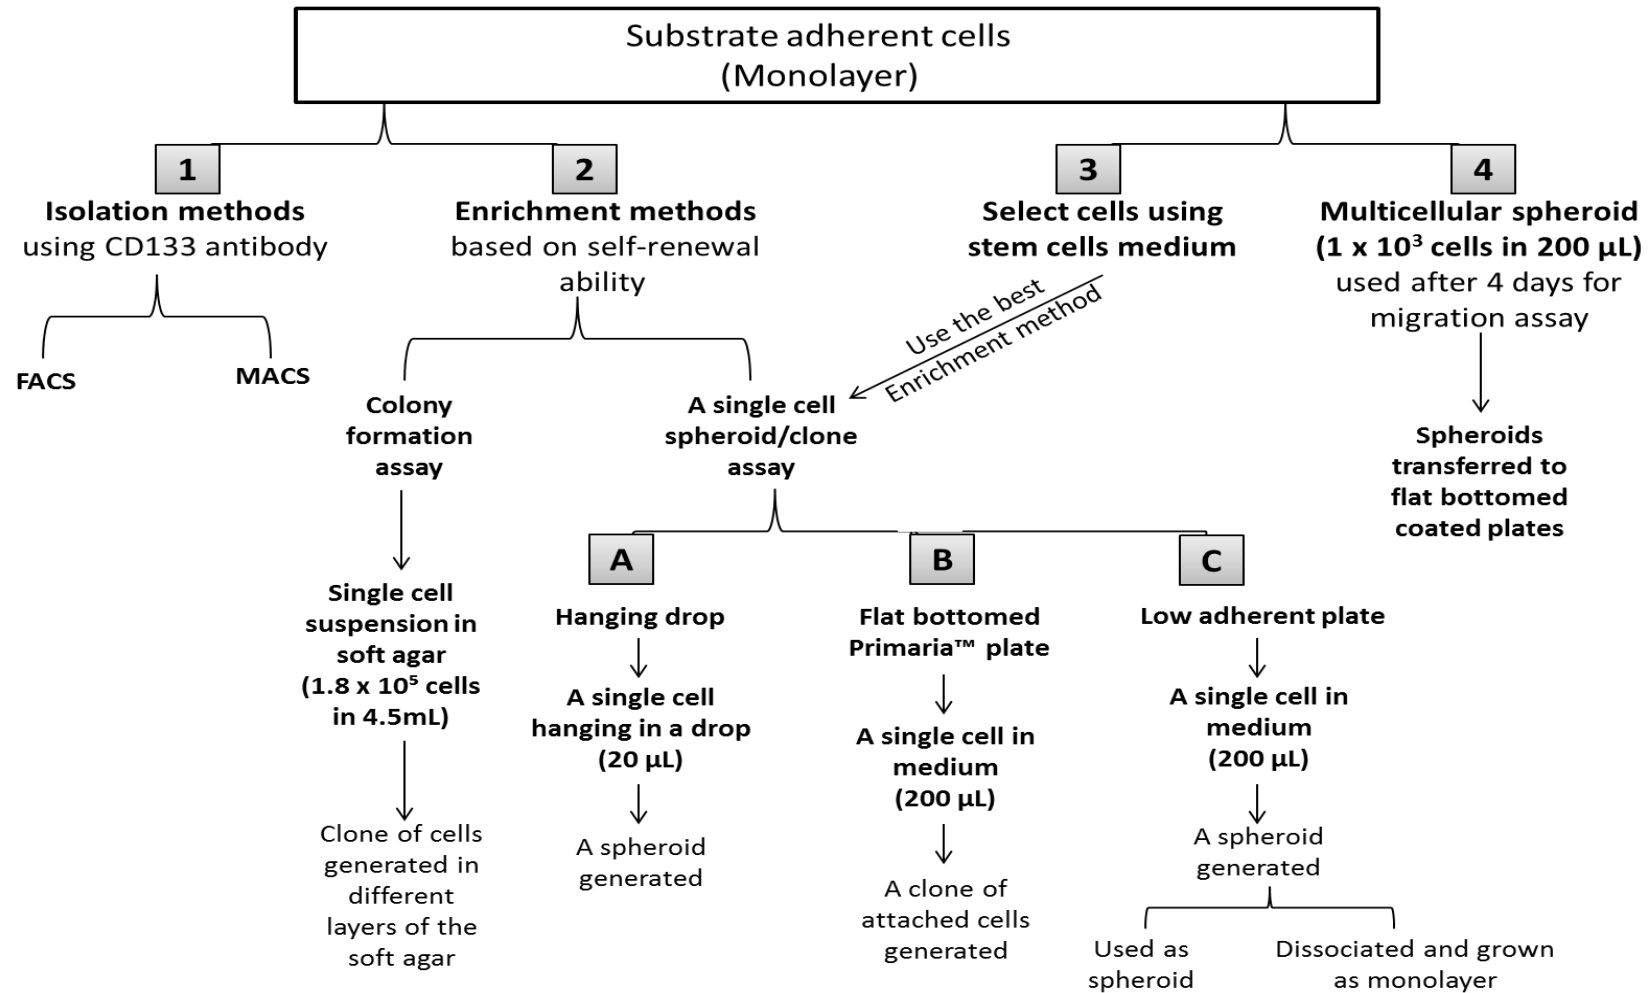 Substrate adherent cells
(Monolayer)
1
Isolation methods
using CD133 antibody
FACS
MACS
2
Enrichment methods
based on self-renewal
ability
Colony
formation
assay
Single cell
suspension in
soft agar
(1.8 x 10⁵ cells
in 4.5mL)
Clone of cells
generated in
different
layers of the
soft agar
A single cell
spheroid/clone
assay
A
Hanging drop
A single cell
hanging in a drop
(20 µL)
A spheroid
generated
B
Flat bottomed
Primaria™ plate
A single cell in
medium
(200 µL)
A clone of
attached cells
generated
C
Low adherent plate
A single cell in
medium
(200 µL)
A spheroid
generated
Used as
spheroid
Dissociated and grown
as monolayer
3
Select cells using
stem cells medium
Use the best
Enrichment method
4
Multicellular spheroid
(1 x 10³ cells in 200 µL)
used after 4 days for
migration assay
Spheroids
transferred to
flat bottomed
coated plates